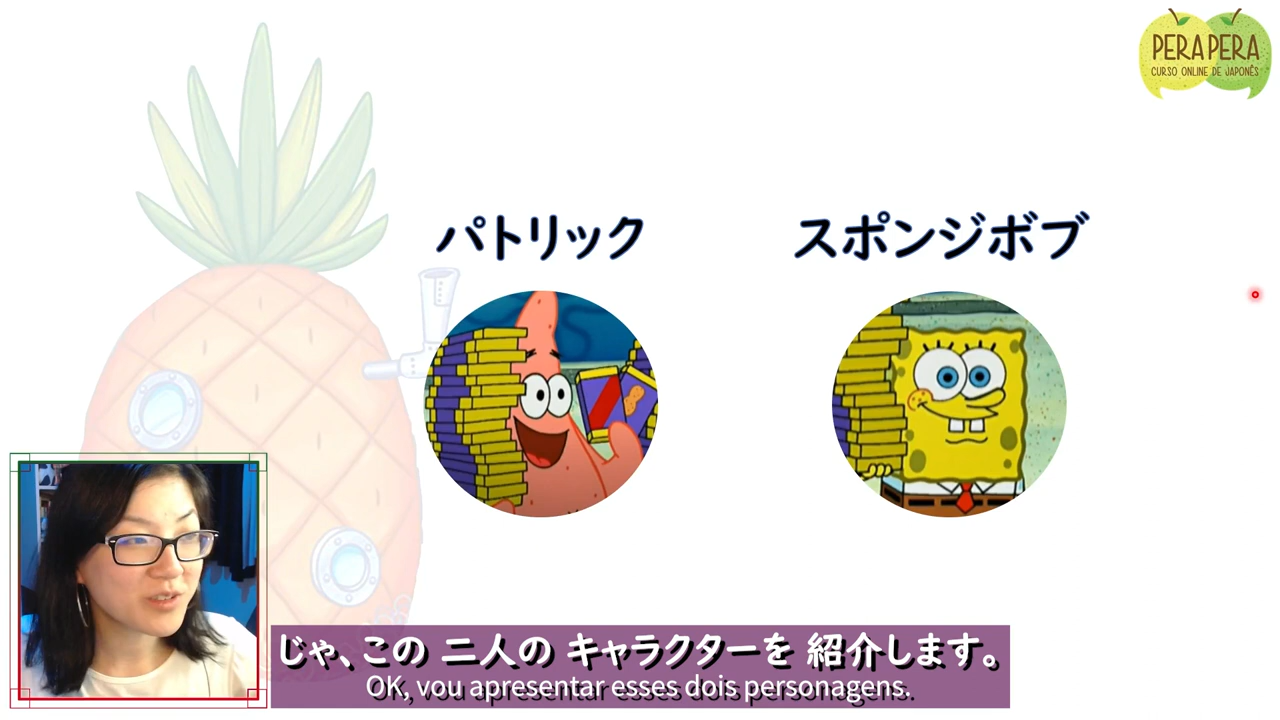 PERA PERA
CURSO ONLINE DE JAPONÊS
パトリック
スポンジボブ
じゃ、この 二人の キャラクターを 紹介します。
OK, vou apresentar esses dois personagens.